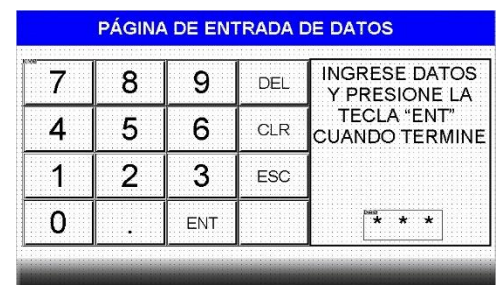 PÁGINA DE ENTRADA DE DATOS
7 8 9 DEL
4 5 6 CLR
1 2 3 ESC
0 . ENT
INGRESE DATOS
Y PRESIONE LA
TECLA “ENT”
CUANDO TERMINE
* * *